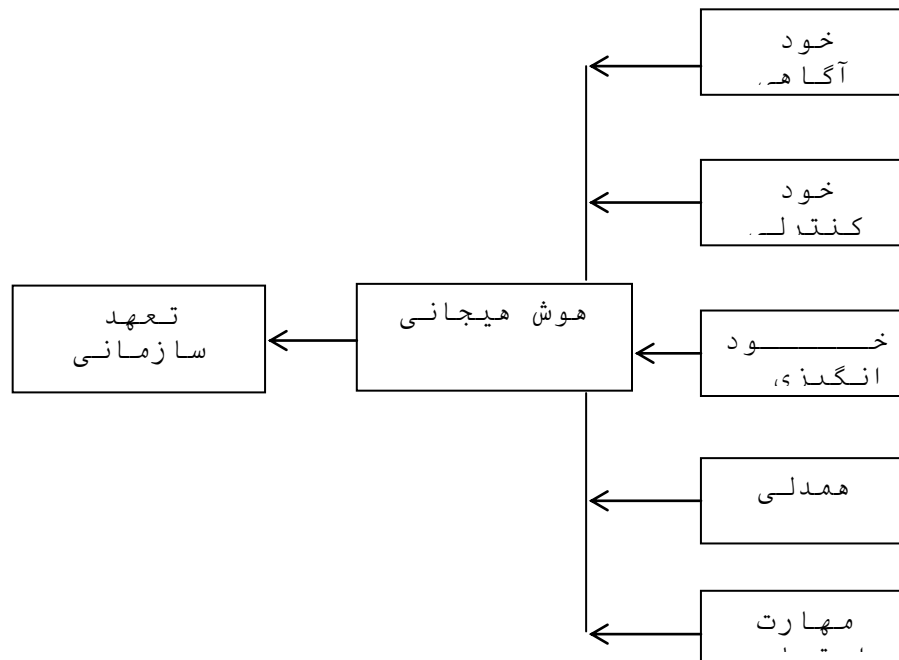 خود
آگاهی
خود
کنترلی
خود
انگیزی
هوش هیجانی
تعهد
سازمانی
همدلی
مهارت